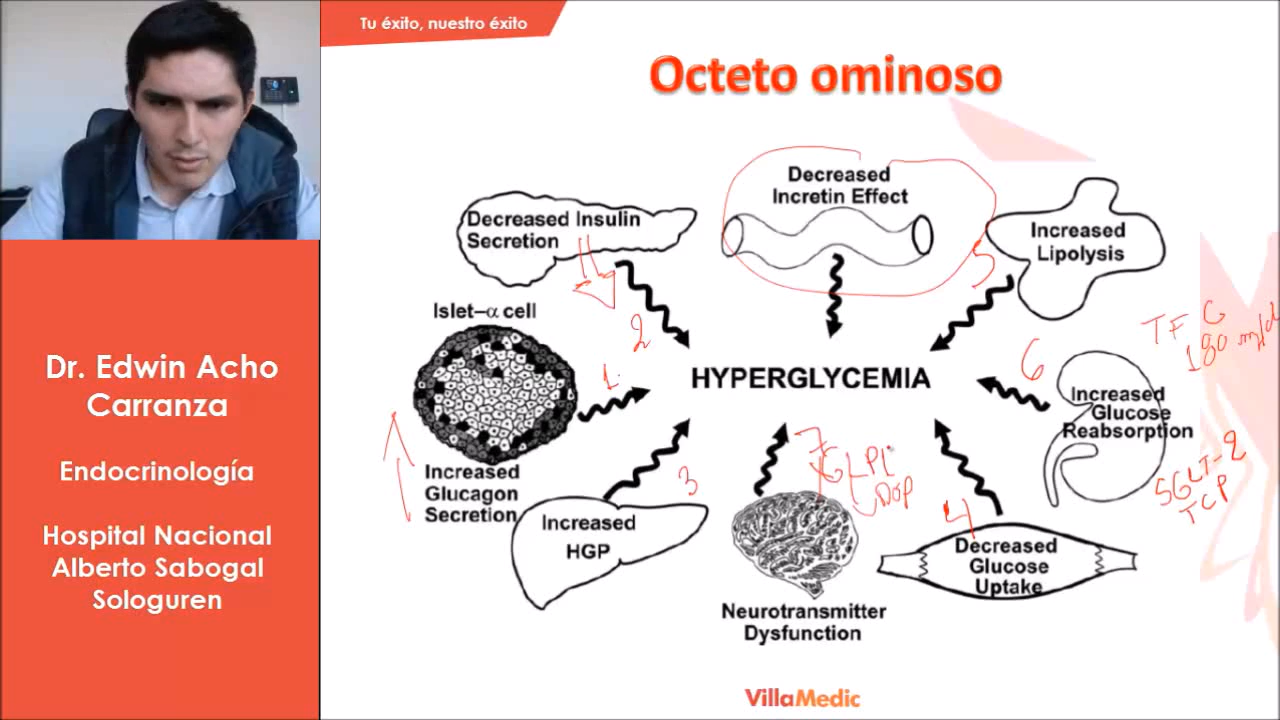 Tu éxito, nuestro éxito
Octeto ominoso
Decreased
Incretin Effect
Decreased Insulin
Secretion
Increased
Lipolysis
5
Islet–α cell
2
TFG
180 m/d
HYPERGLYCEMIA
1.
6
Increased
Glucose
Reabsorption
Dr. Edwin Acho
Carranza
7
SGLT-2
TCP
DOP
Endocrinología
Increased
Glucagon
Secretion
3
4
Increased
HGP
Decreased
Glucose
Uptake
Hospital Nacional
Alberto Sabogal
Sologuren
Neurotransmitter
Dysfunction
VillaMedic